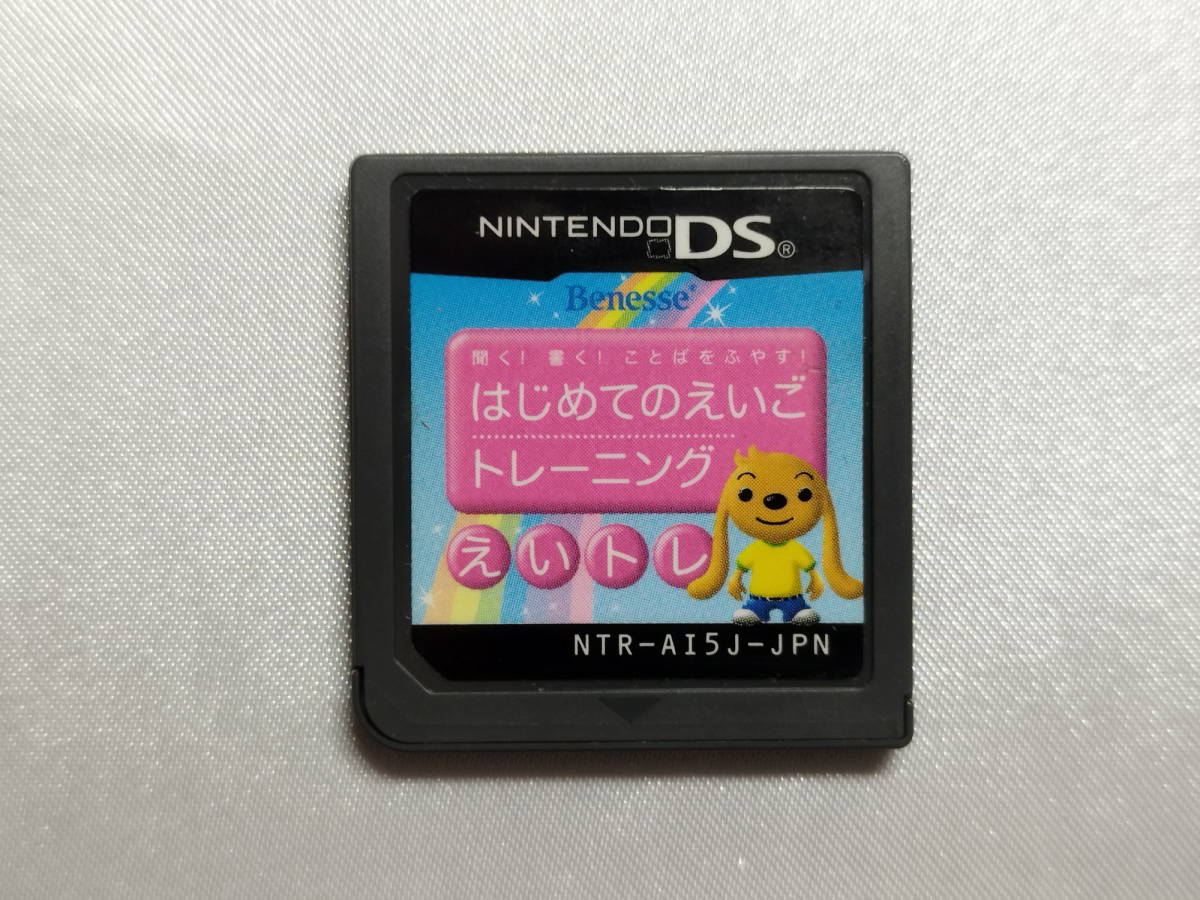 NINTENDO DS®
Benesse®
聞く! 書く! ことばをふやす!
はじめてのえいご
トレーニング
えいトレ
NTR-AI5J-JPN